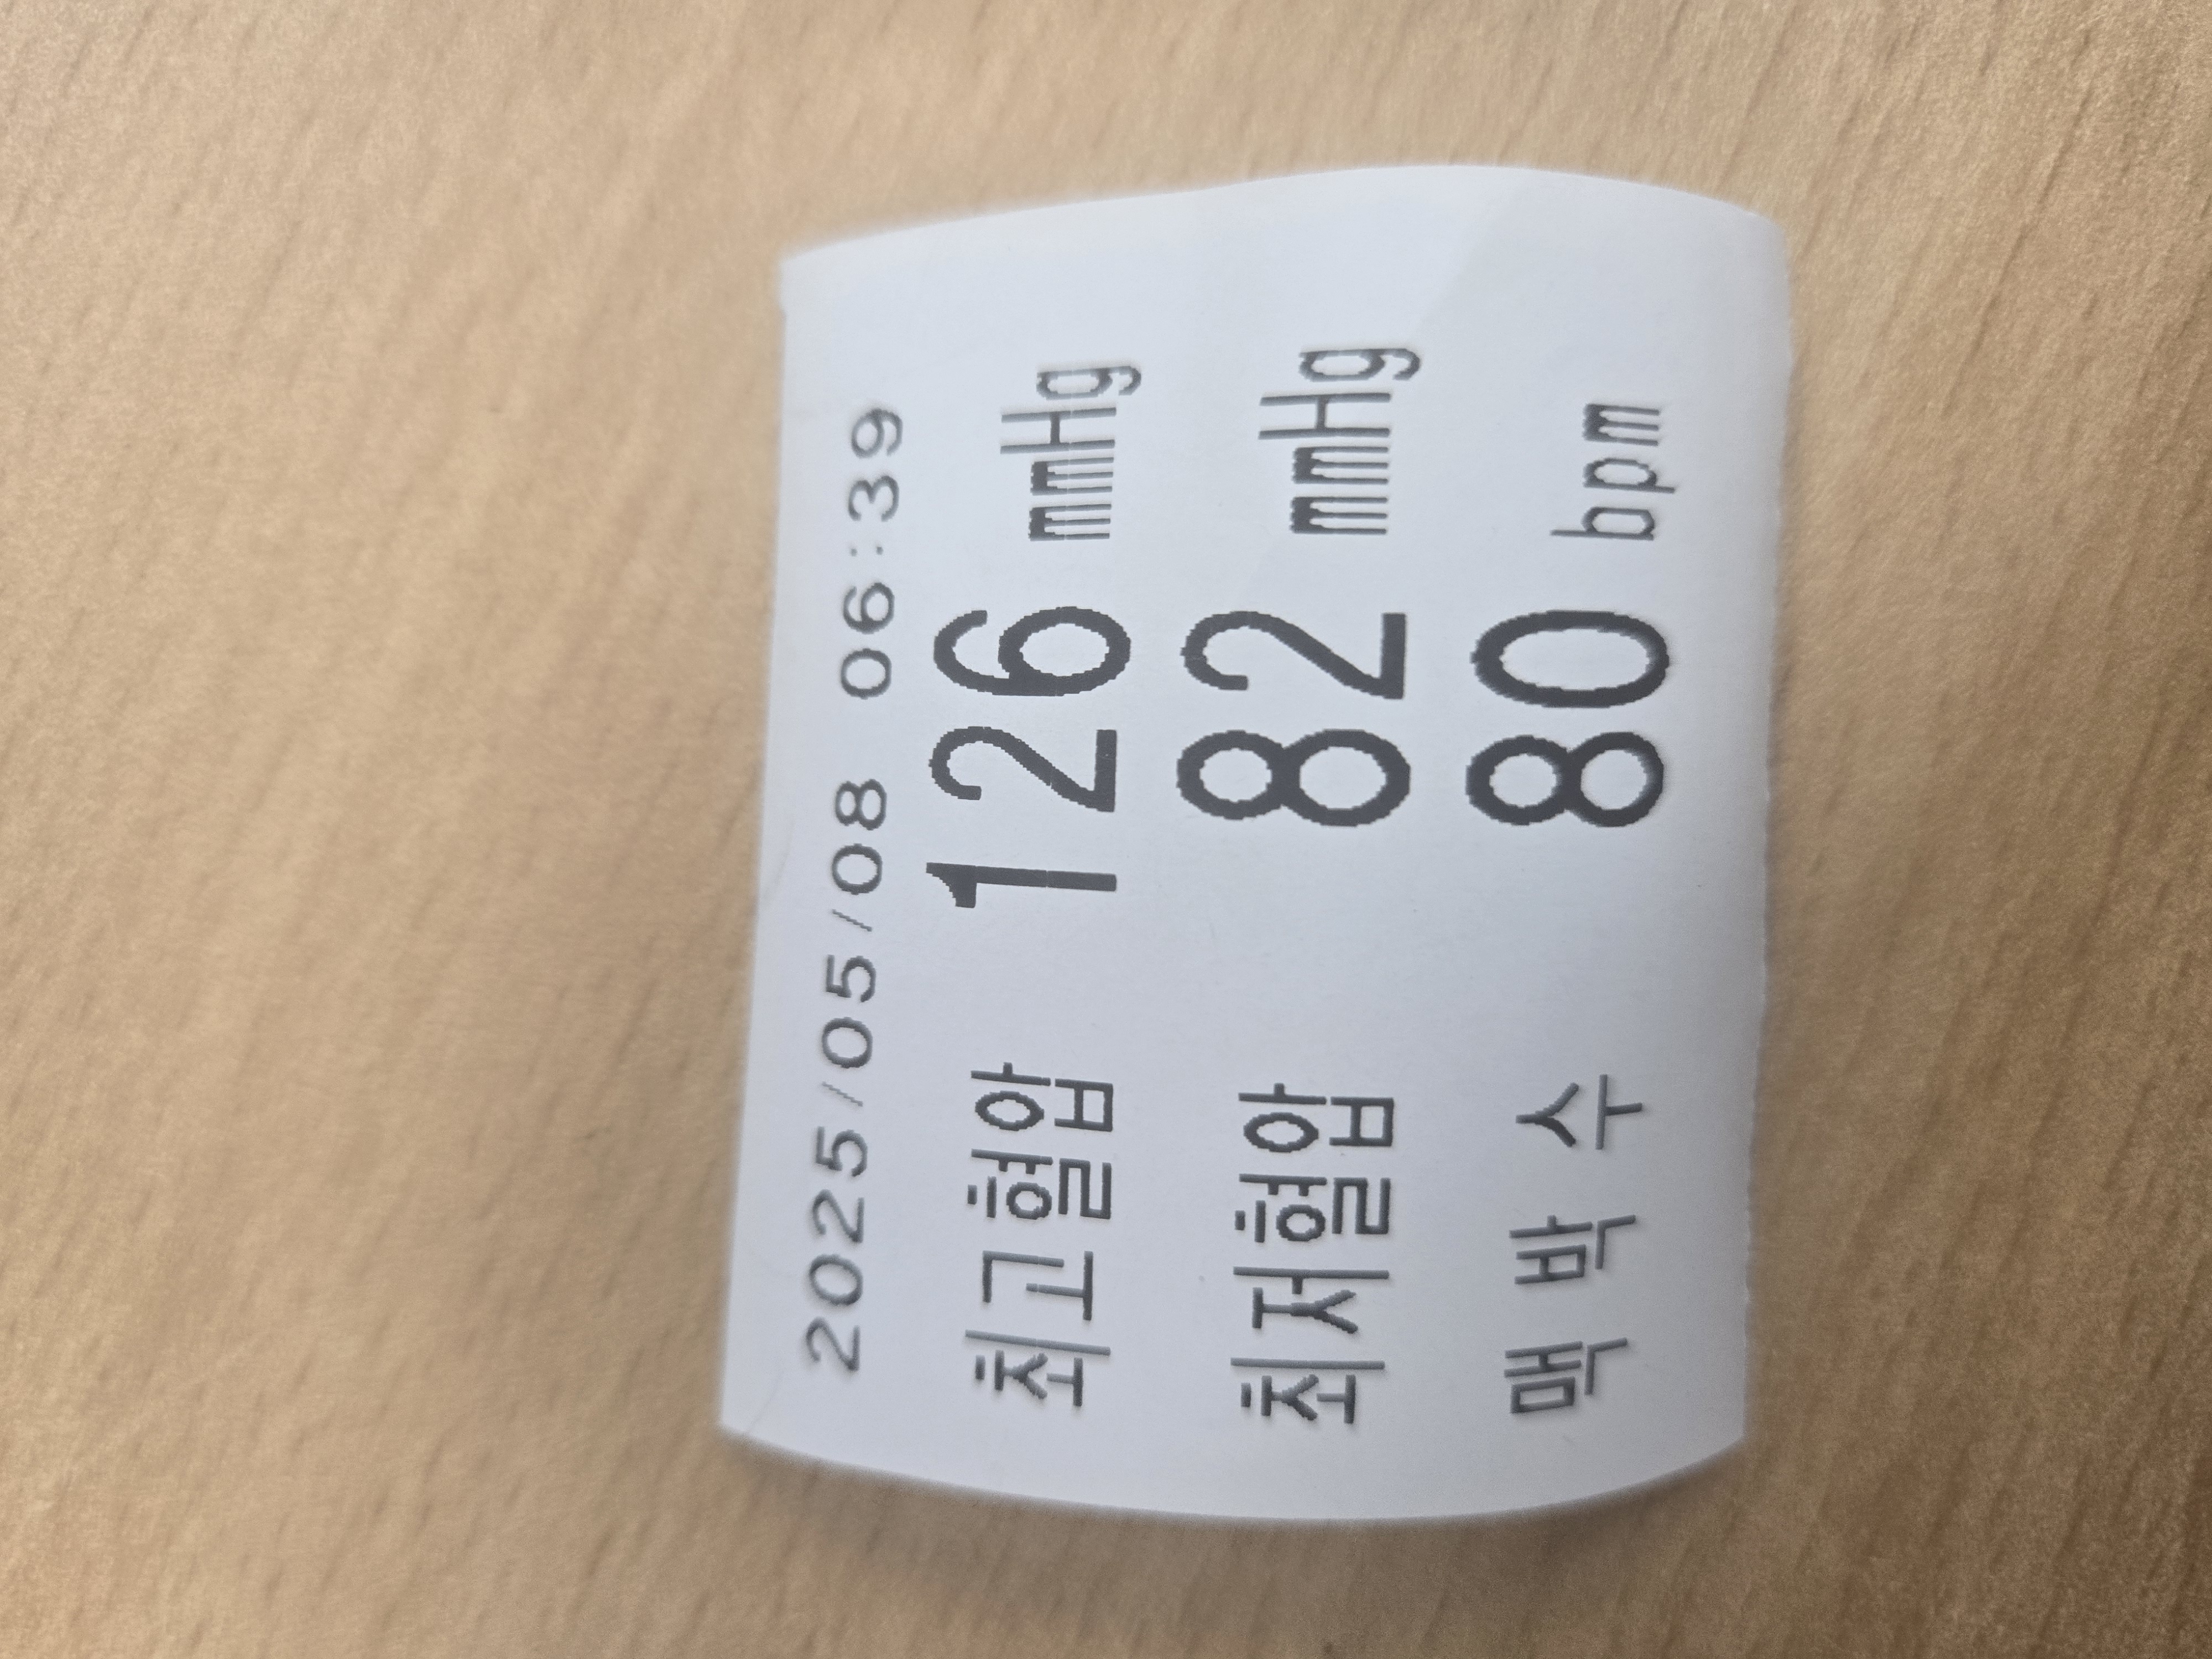 2025/05/08 06:39
최고혈압 126 mmHg
최저혈압 82 mmHg
맥 박 수 80 bpm